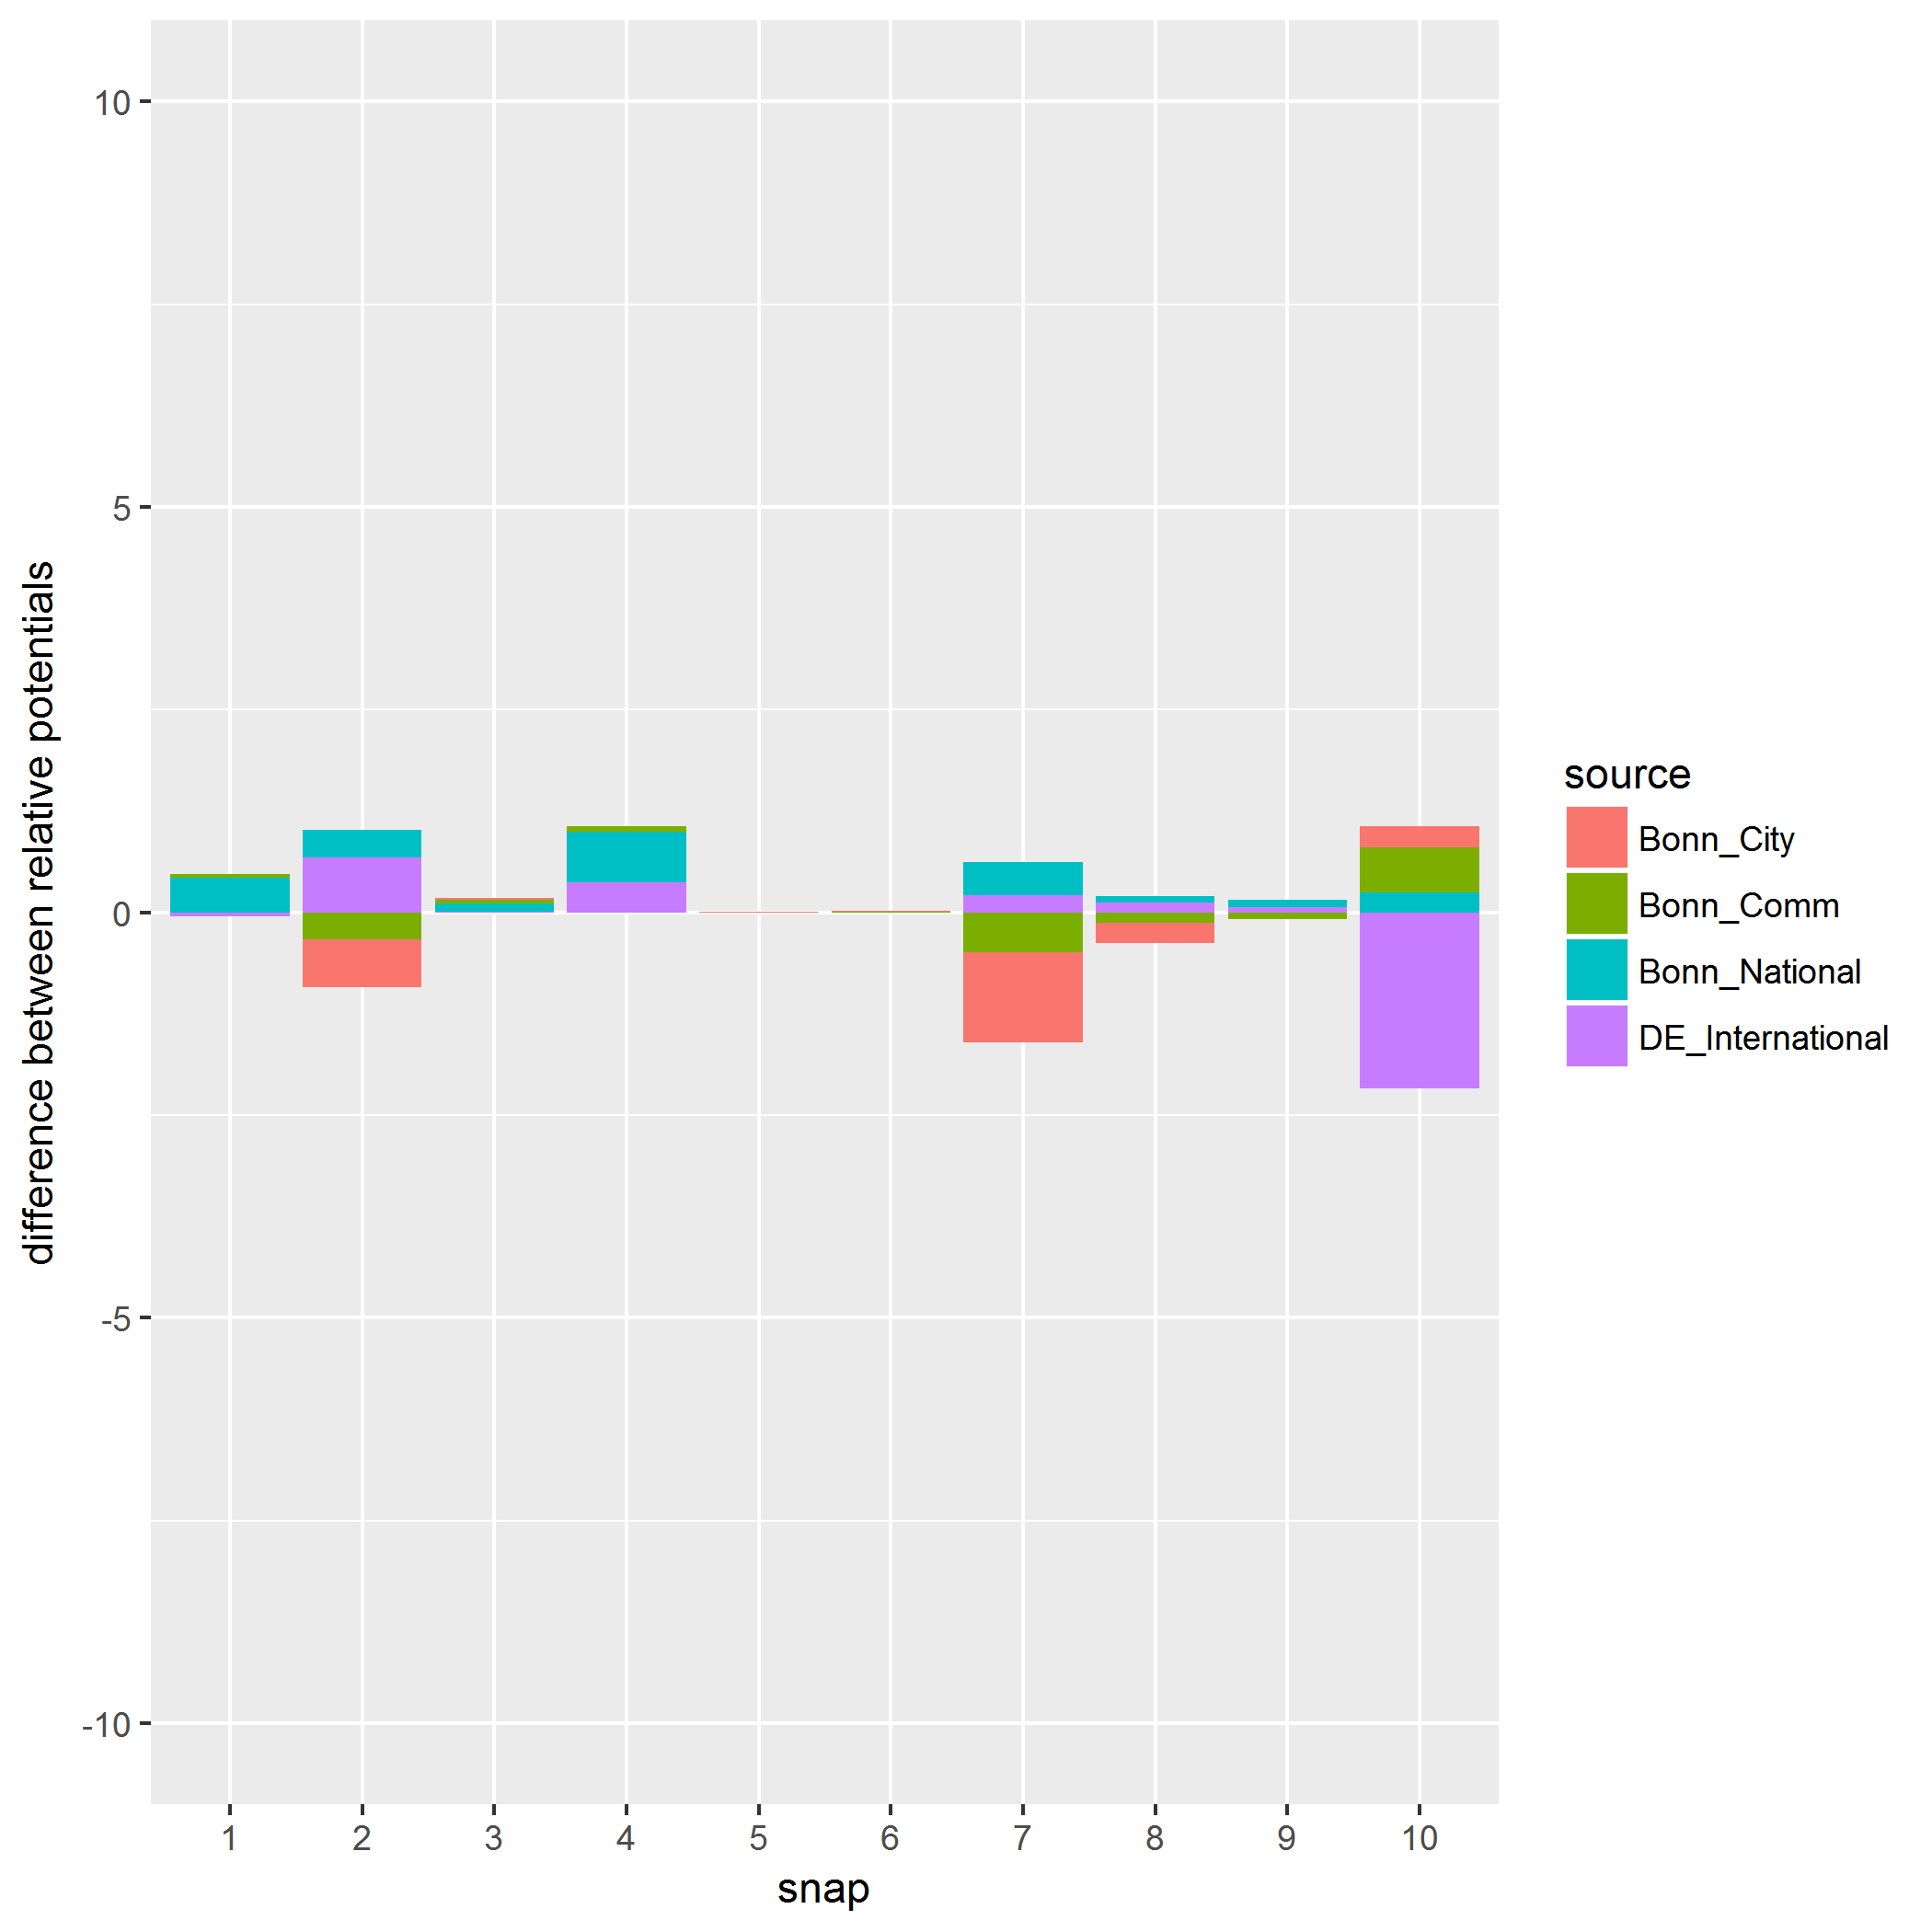 difference between relative potentials
10
5
0
-5
-10
1 2 3 4 5 6 7 8 9 10
snap
source
Bonn_City
Bonn_Comm
Bonn_National
DE_International